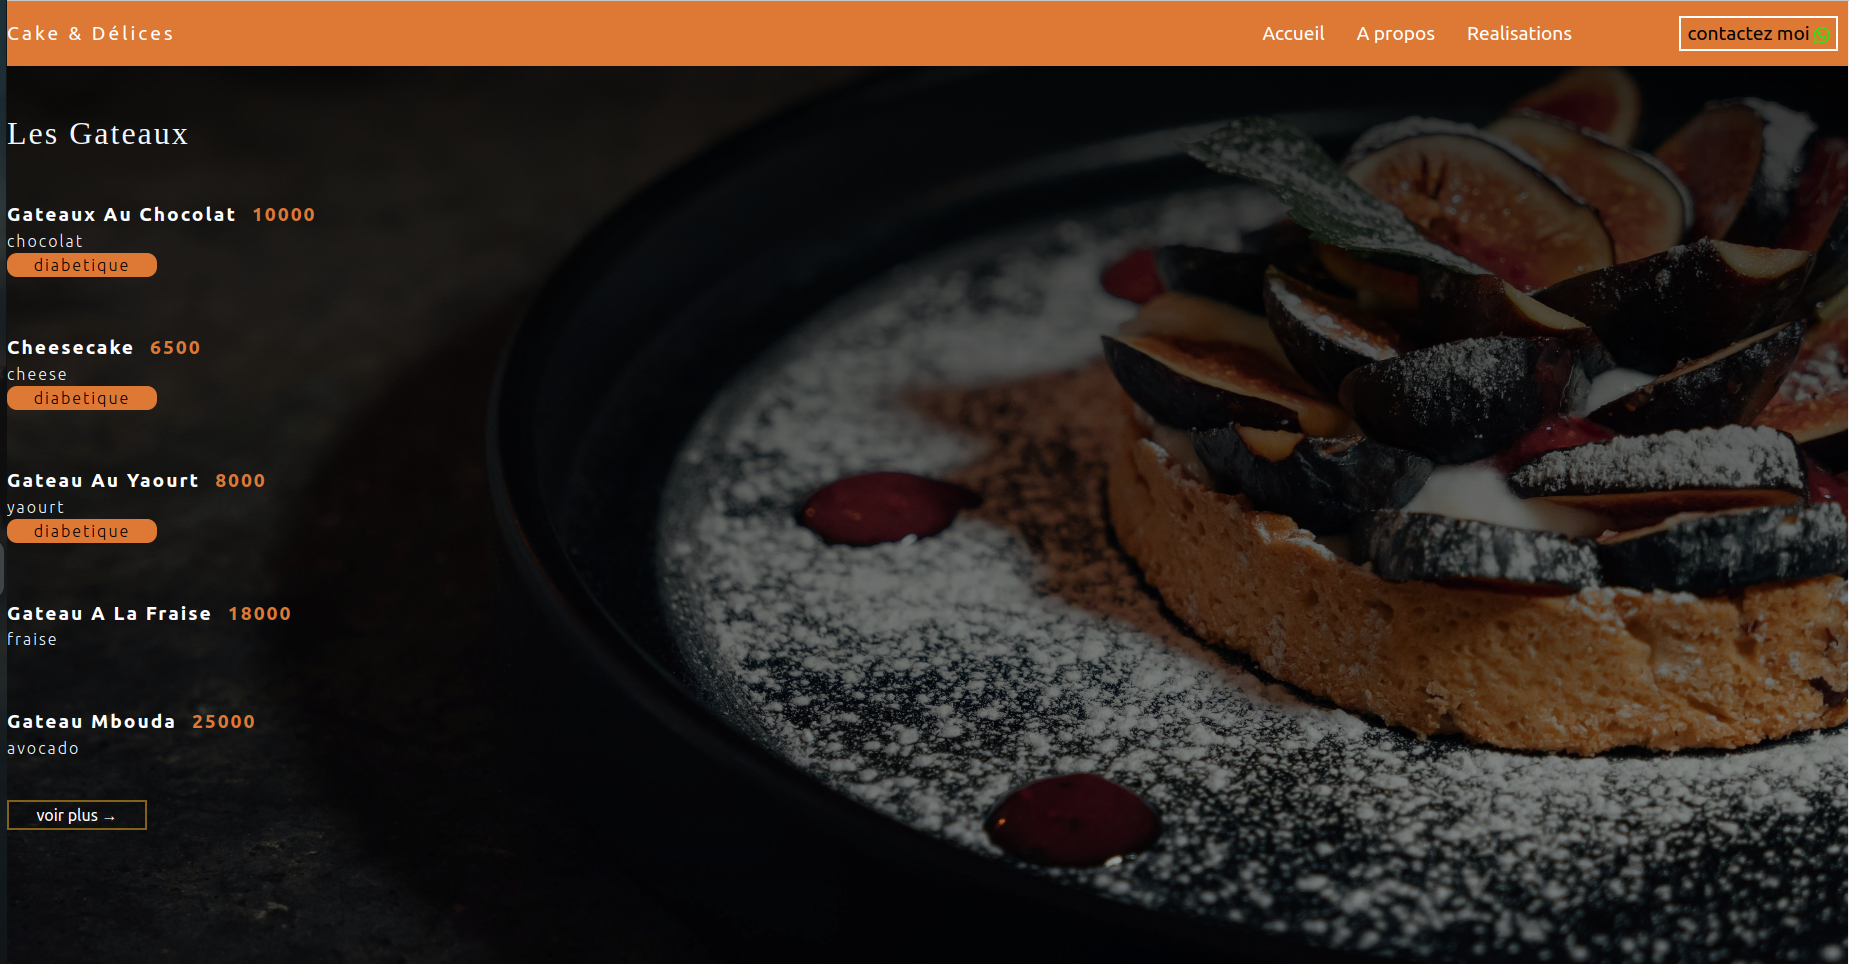 Cake & Délices
Accueil A propos Realisations contactez moi
Les Gateaux
Gateaux Au Chocolat 10000
chocolat
diabetique
Cheesecake 6500
cheese
diabetique
Gateau Au Yaourt 8000
yaourt
diabetique
Gateau A La Fraise 18000
fraise
Gateau Mbouda 25000
avocado
voir plus →